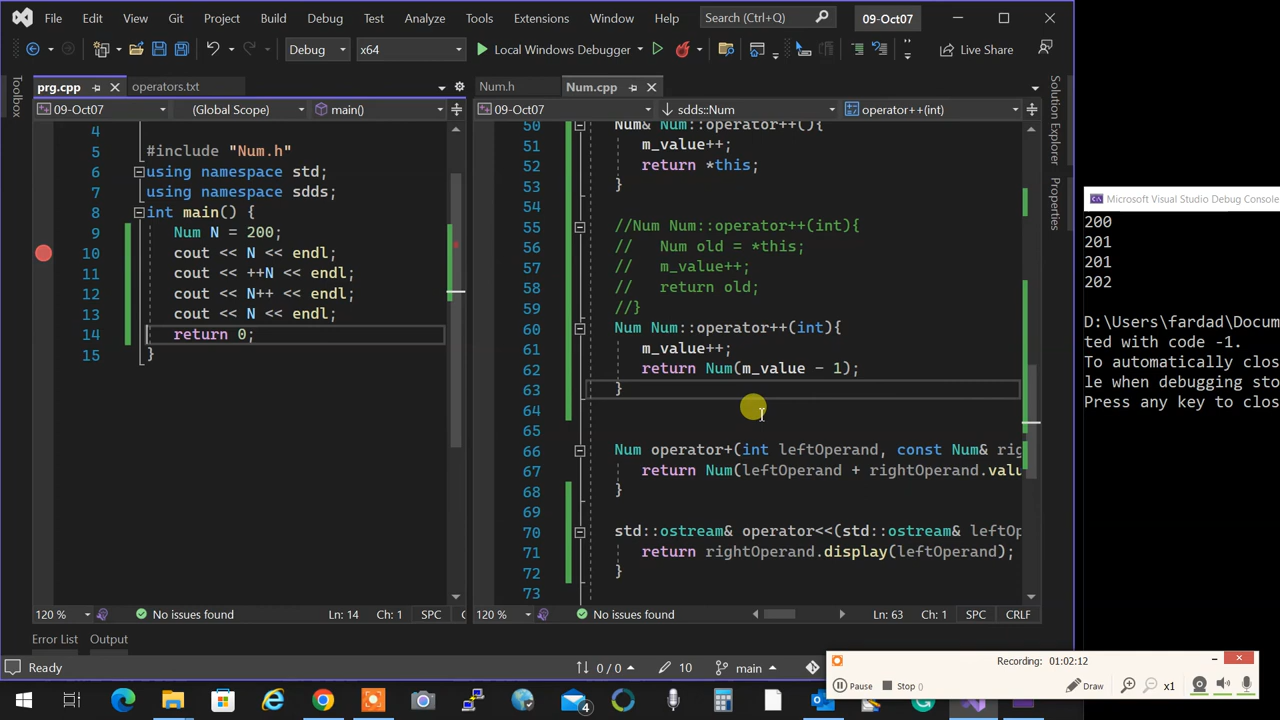 File Edit View Git Project Build Debug Test Analyze Tools Extensions Window Help Search (Ctrl+Q) 09-Oct07
Debug x64 Local Windows Debugger Live Share
prg.cpp operators.txt
Num.h Num.cpp
09-Oct07 (Global Scope) main()
09-Oct07 sdds::Num operator++(int)
Toolbox
4
5 #include "Num.h"
6 using namespace std;
7 using namespace sdds;
8 int main() {
9 Num N = 200;
10 cout << N << endl;
11 cout << ++N << endl;
12 cout << N++ << endl;
13 cout << N << endl;
14 return 0;
15 }
50 Num& Num::operator++(){
51 m_value++;
52 return *this;
53 }
54
55 //Num Num::operator++(int){
56 // Num old = *this;
57 // m_value++;
58 // return old;
59 //}
60 Num Num::operator++(int){
61 m_value++;
62 return Num(m_value - 1);
63 }
64
65
66 Num operator+(int leftOperand, const Num& rig
67 return Num(leftOperand + rightOperand.valu
68 }
69
70 std::ostream& operator<<(std::ostream& leftOp
71 return rightOperand.display(leftOperand);
72 }
73
Solution Explorer
Properties
120 % No issues found Ln: 14 Ch: 1 SPC
120 % No issues found Ln: 63 Ch: 1 SPC CRLF
Error List Output
Ready 0 / 0 10 main
Microsoft Visual Studio Debug Console
200
201
201
202
D:\Users\fardad\Docum
ted with code -1.
To automatically clos
le when debugging sto
Press any key to clos
Recording: 01:02:12
Pause Stop Draw x1
4